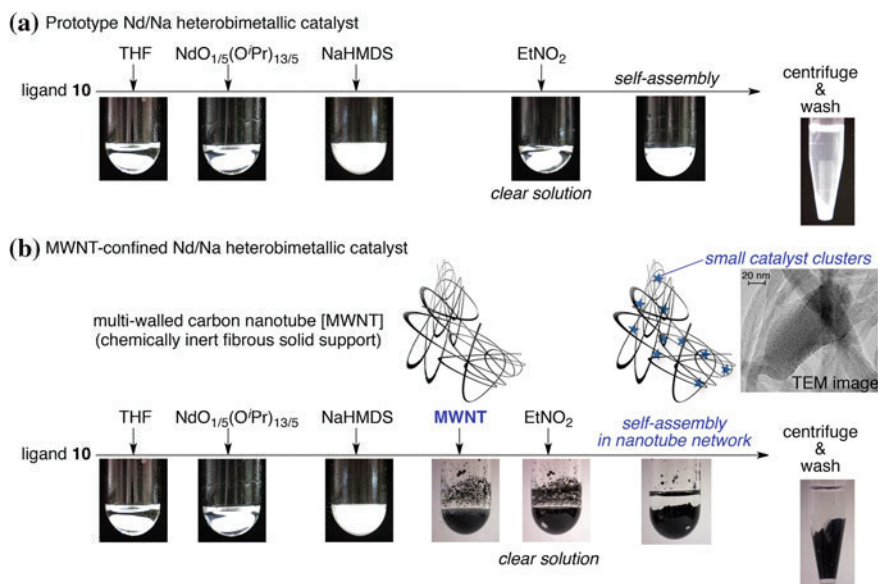 (a) Prototype Nd/Na heterobimetallic catalyst
THF NdO1/5(OiPr)13/5 NaHMDS EtNO2
self-assembly
centrifuge
&
wash
ligand 10
clear solution
(b) MWNT-confined Nd/Na heterobimetallic catalyst
small catalyst clusters
20 nm
multi-walled carbon nanotube [MWNT]
(chemically inert fibrous solid support)
TEM image
THF NdO1/5(OiPr)13/5 NaHMDS MWNT EtNO2
self-assembly
in nanotube network
centrifuge
&
wash
ligand 10
clear solution